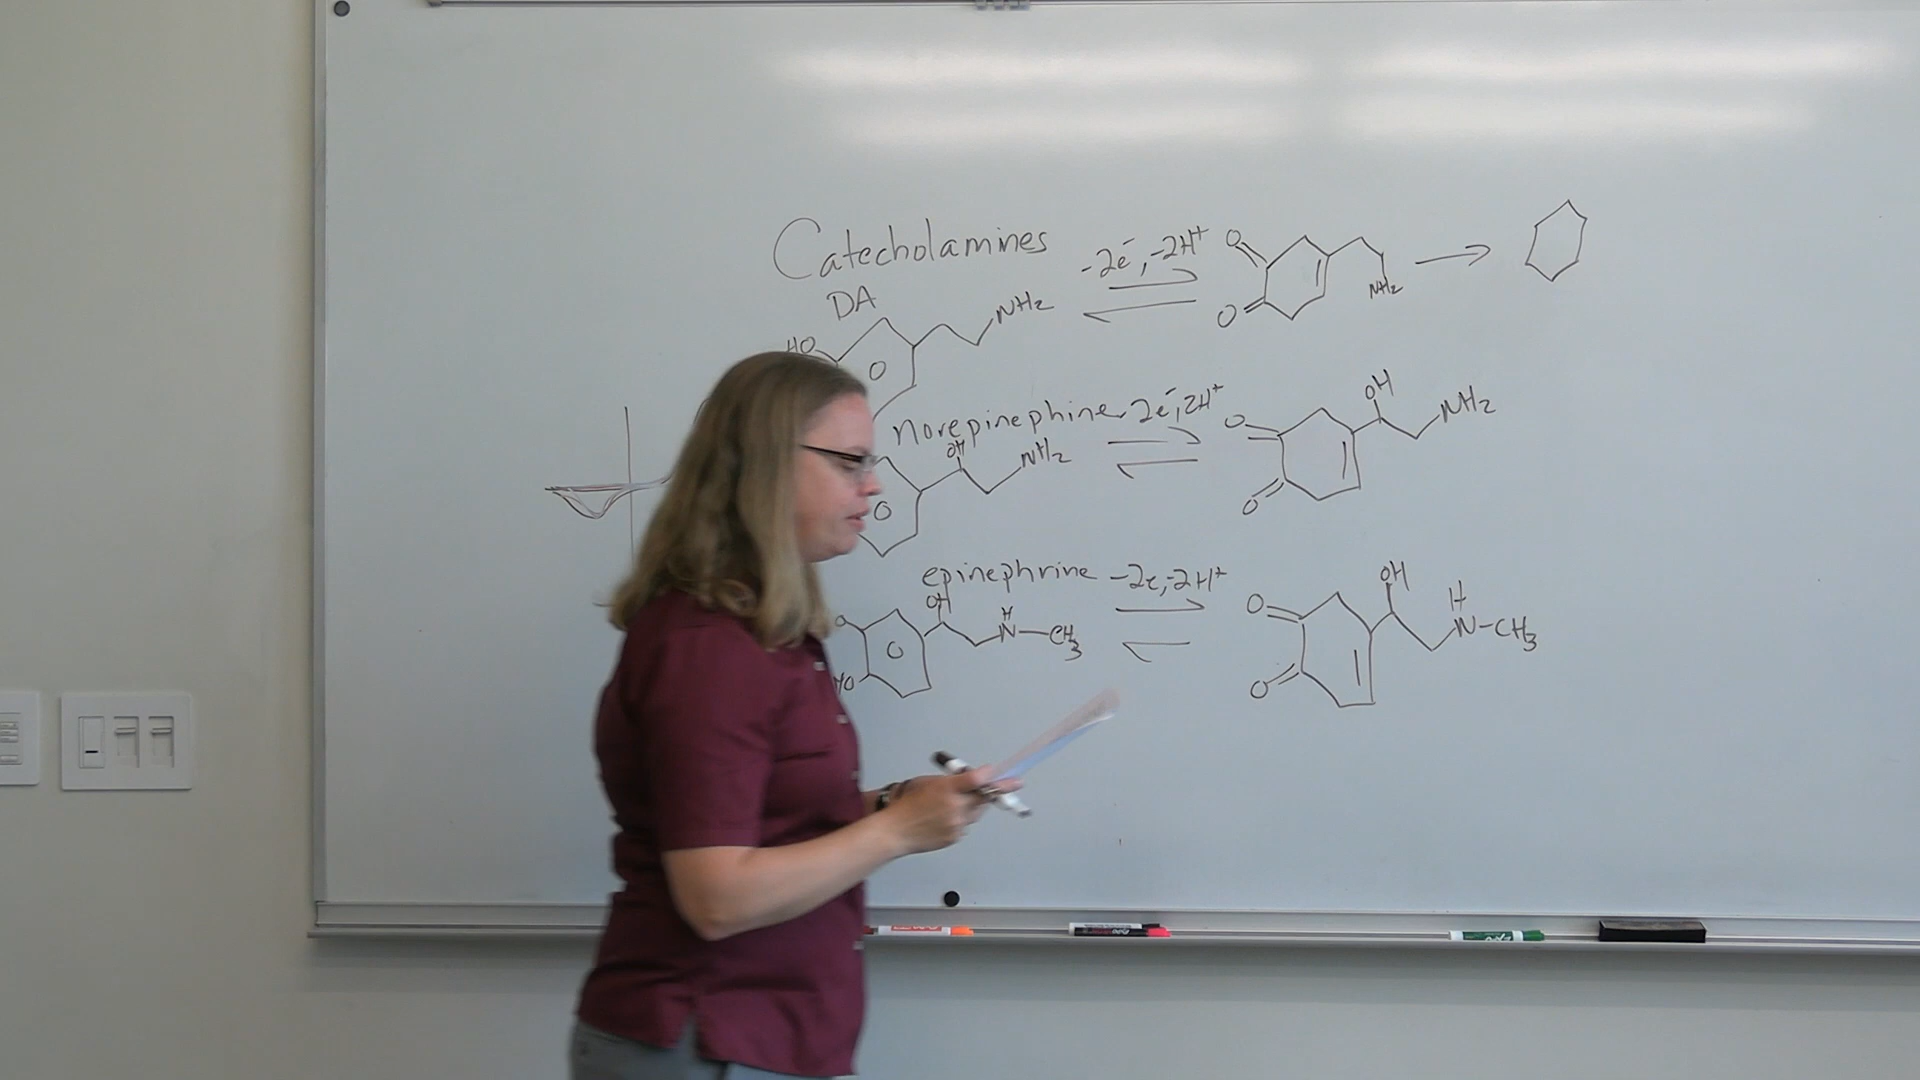 Catecholamines
DA
HO
NH2
-2e-, -2H+
O
O
NH2
norepinephine
-2e-, 2H+
OH
NH2
O
O
OH
NH2
epinephrine
-2e, -2H+
OH
H
N-CH3
HO
O
O
OH
H
N-CH3